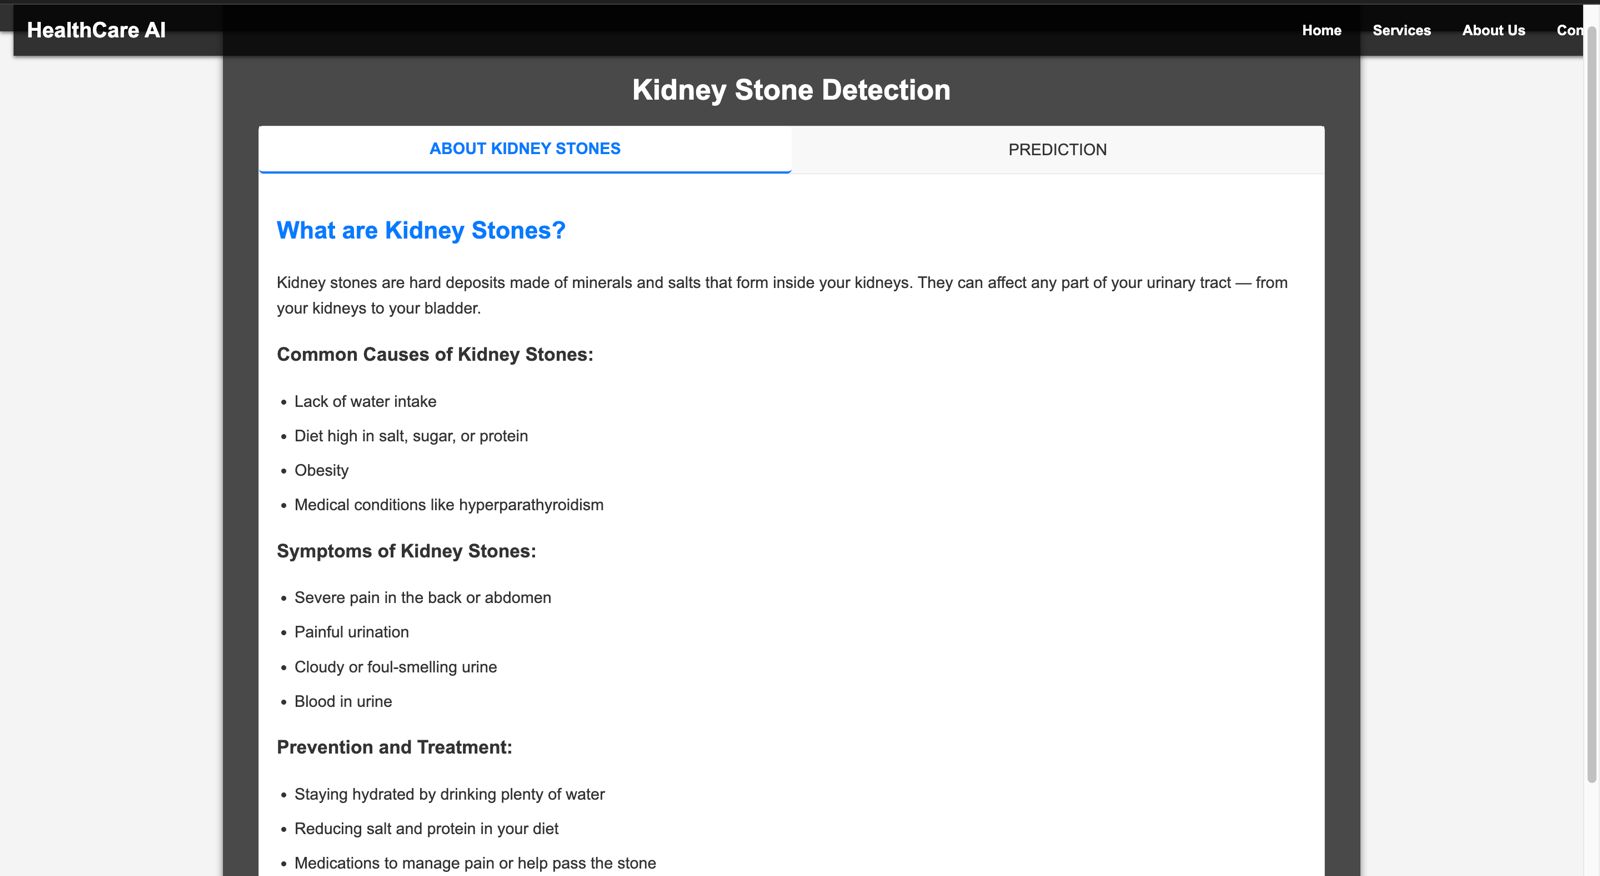 HealthCare AI
Home Services About Us Con
Kidney Stone Detection
ABOUT KIDNEY STONES PREDICTION
What are Kidney Stones?
Kidney stones are hard deposits made of minerals and salts that form inside your kidneys. They can affect any part of your urinary tract — from
your kidneys to your bladder.
Common Causes of Kidney Stones:
• Lack of water intake
• Diet high in salt, sugar, or protein
• Obesity
• Medical conditions like hyperparathyroidism
Symptoms of Kidney Stones:
• Severe pain in the back or abdomen
• Painful urination
• Cloudy or foul-smelling urine
• Blood in urine
Prevention and Treatment:
• Staying hydrated by drinking plenty of water
• Reducing salt and protein in your diet
• Medications to manage pain or help pass the stone